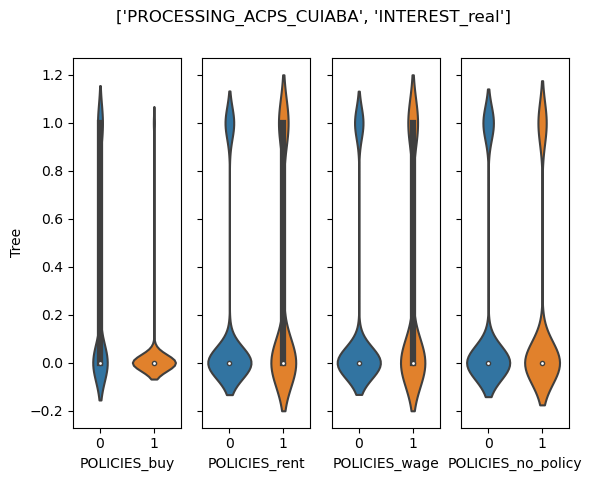 ['PROCESSING_ACPS_CUIABA', 'INTEREST_real']
Tree
1.2
1.0
0.8
0.6
0.4
0.2
0.0
−0.2
0 1 0 1 0 1 0 1
POLICIES_buy POLICIES_rent POLICIES_wage POLICIES_no_policy